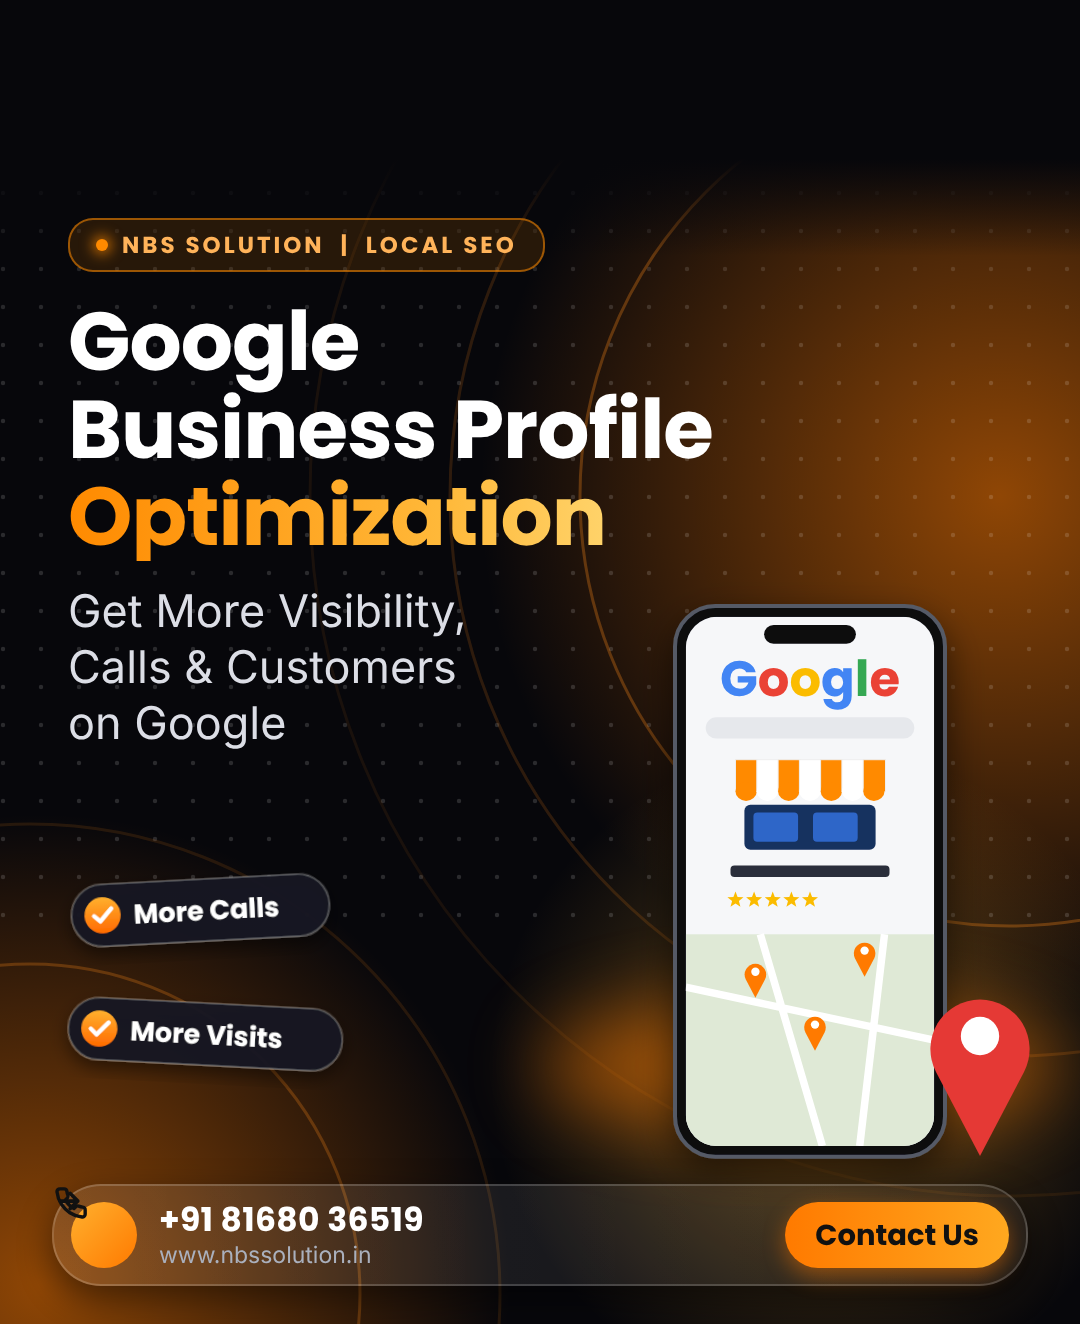 NBS SOLUTION | LOCAL SEO
Google
Business Profile
Optimization
Get More Visibility,
Calls & Customers
on Google
Google
More Calls
More Visits
+91 81680 36519
www.nbssolution.in
Contact Us